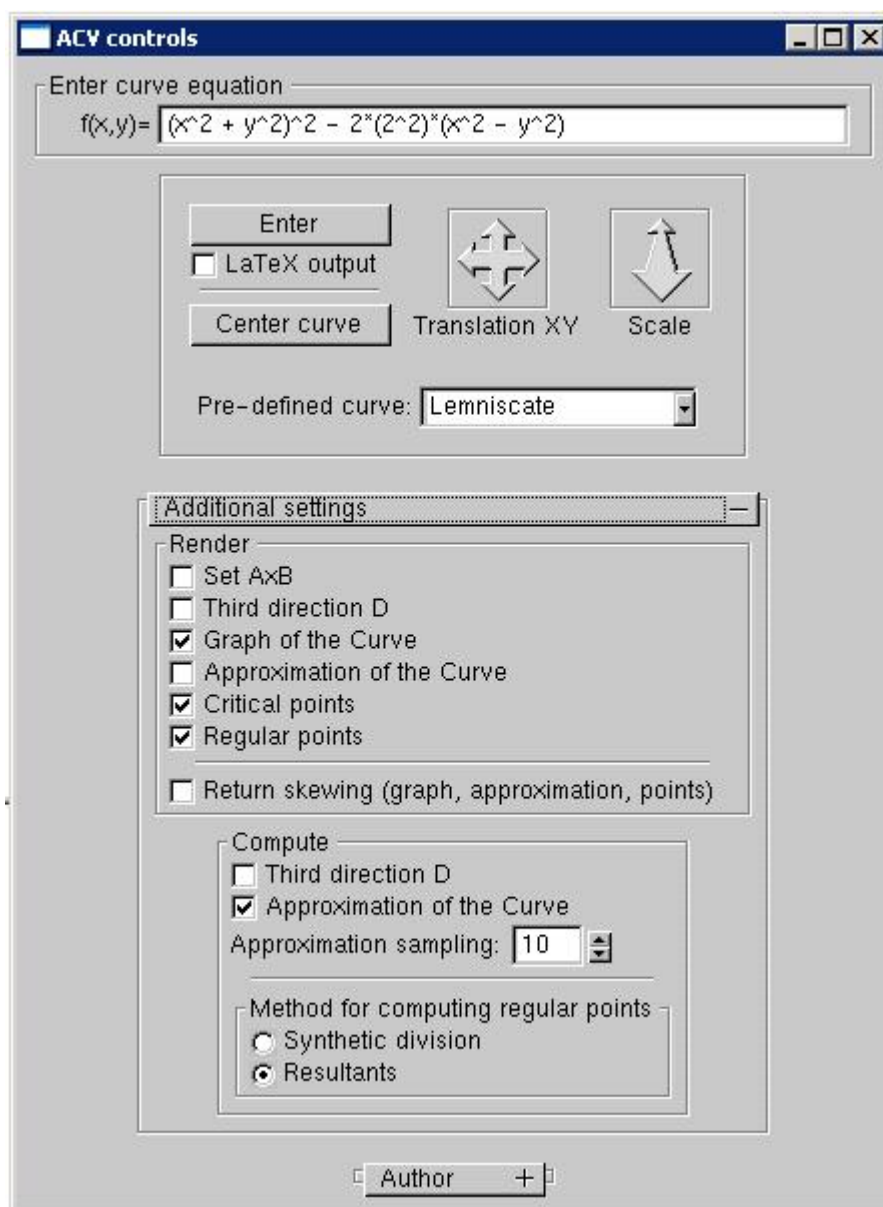 ACV controls
Enter curve equation
f(x,y)= (x^2 + y^2)^2 - 2*(2^2)*(x^2 - y^2)
Enter
LaTeX output
Center curve
Translation XY
Scale
Pre-defined curve: Lemniscate
Additional settings
Render
Set AxB
Third direction D
Graph of the Curve
Approximation of the Curve
Critical points
Regular points
Return skewing (graph, approximation, points)
Compute
Third direction D
Approximation of the Curve
Approximation sampling: 10
Method for computing regular points
Synthetic division
Resultants
Author